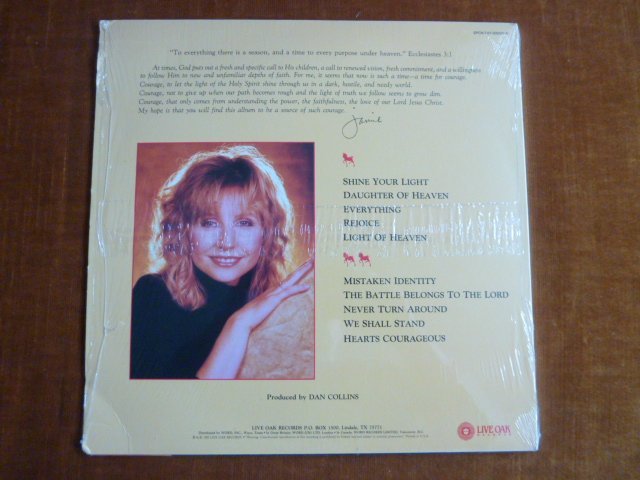 "To everything there is a season, and a time to every purpose under heaven." Ecclesiastes 3:1
At times, God puts out a fresh and specific call to His children, a call to renewed vision, fresh commitment, and a willingness
to follow Him to new and unfamiliar depths of faith. For me, it seems that now is such a time—a time for courage.
Courage, to let the light of the Holy Spirit shine through us in a dark, hostile, and needy world.
Courage, not to give up when our path becomes rough and the light of truth we follow seems to grow dim.
Courage, that only comes from understanding the power, the faithfulness, the love of our Lord Jesus Christ.
My hope is that you will find this album to be a source of such courage.
Jamie
SHINE YOUR LIGHT
DAUGHTER OF HEAVEN
EVERYTHING
REJOICE
LIGHT OF HEAVEN
MISTAKEN IDENTITY
THE BATTLE BELONGS TO THE LORD
NEVER TURN AROUND
WE SHALL STAND
HEARTS COURAGEOUS
Produced by DAN COLLINS
LIVE OAK RECORDS P.O. BOX 1500, Lindale, TX 75771
LIVE OAK
RECORDS